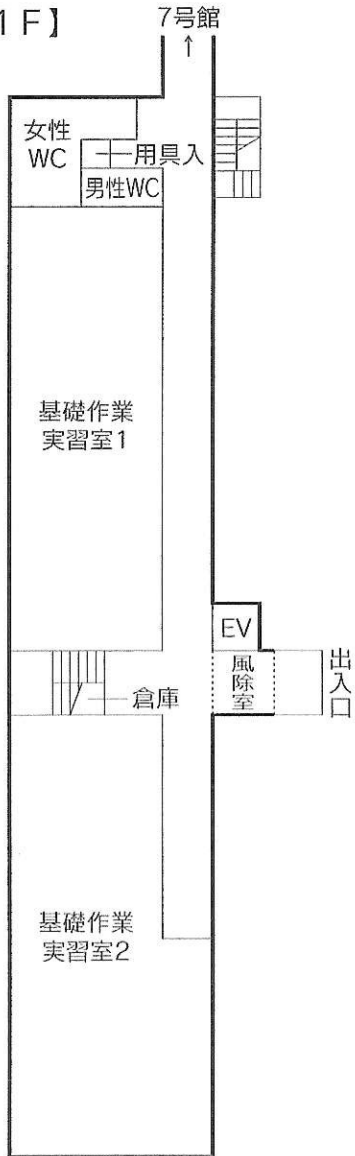 1F】
7号館
↑
女性
WC
用具入
男性WC
基礎作業
実習室1
EV
風除室
出入口
倉庫
基礎作業
実習室2